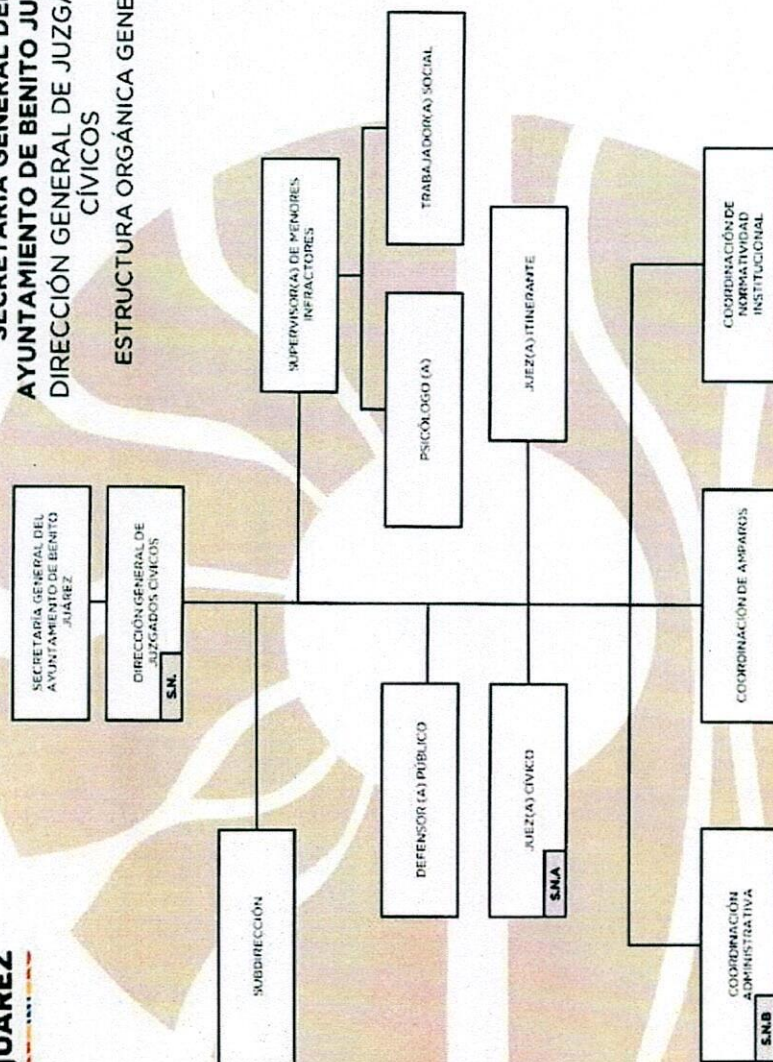 SECRETARÍA GENERAL DEL
AYUNTAMIENTO DE BENITO JU
DIRECCIÓN GENERAL DE JUZGA
CÍVICOS
ESTRUCTURA ORGÁNICA GENE
JUÁREZ
SECRETARÍA GENERAL DEL
AYUNTAMIENTO DE BENITO
JUÁREZ
DIRECCIÓN GENERAL DE
JUZGADOS CÍVICOS
S.N.
SUBDIRECCIÓN
SUPERVISOR(A) DE MENORES
INFRACTORES
PSICÓLOGO (A)
TRABAJADOR(A) SOCIAL
DEFENSOR (A) PÚBLICO
JUEZ(A) CÍVICO
S.N.A
JUEZ(A) ITINERANTE
COORDINACIÓN
ADMINISTRATIVA
S.N.B
COORDINACIÓN DE AMPAROS
COORDINACIÓN DE
NORMATIVIDAD
INSTITUCIONAL